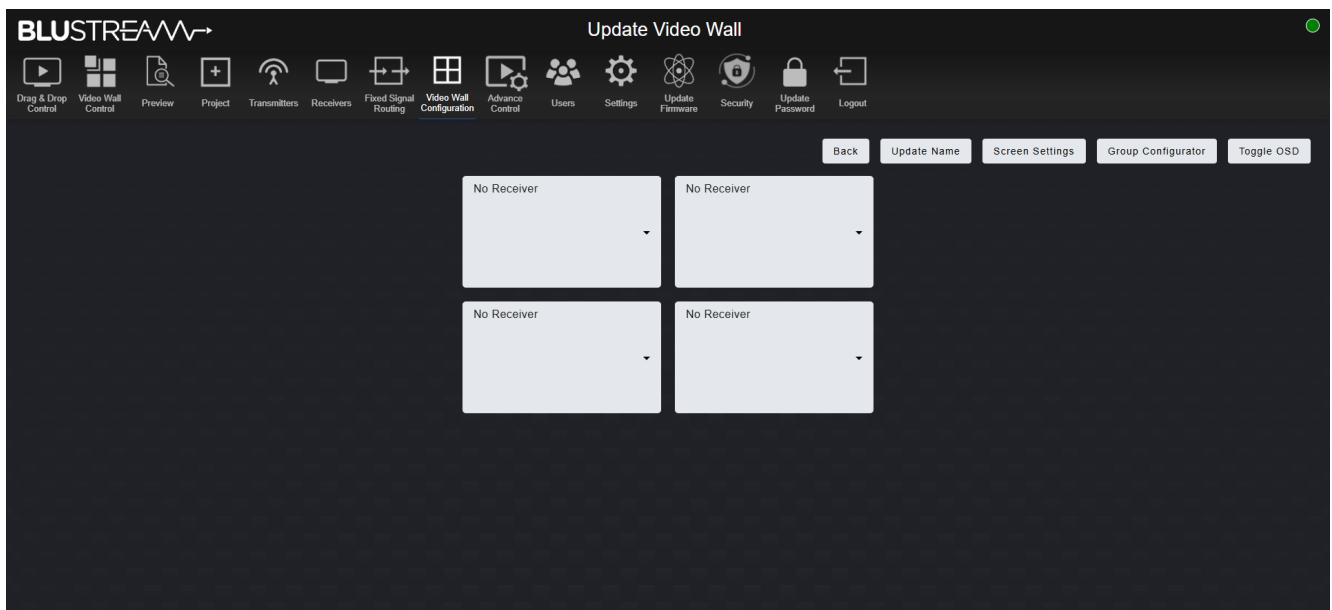 BLUSTREAM
Update Video Wall
Drag & Drop
Control
Video Wall
Control
Preview
Project
Transmitters
Receivers
Fixed Signal
Routing
Video Wall
Configuration
Advance
Control
Users
Settings
Update
Firmware
Security
Update
Password
Logout
Back
Update Name
Screen Settings
Group Configurator
Toggle OSD
No Receiver
No Receiver
No Receiver
No Receiver